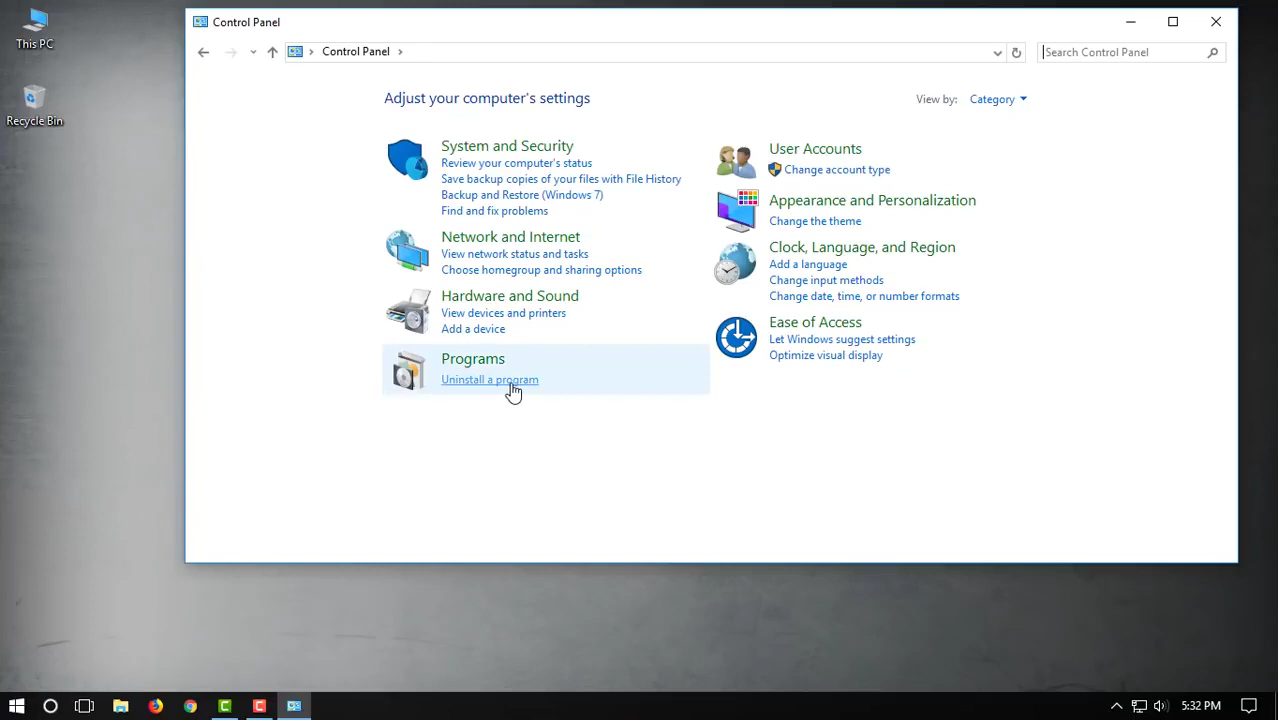 This PC
Recycle Bin
Control Panel
Control Panel
Search Control Panel
Adjust your computer's settings
View by: Category
System and Security
Review your computer's status
Save backup copies of your files with File History
Backup and Restore (Windows 7)
Find and fix problems
Network and Internet
View network status and tasks
Choose homegroup and sharing options
Hardware and Sound
View devices and printers
Add a device
Programs
Uninstall a program
User Accounts
Change account type
Appearance and Personalization
Change the theme
Clock, Language, and Region
Add a language
Change input methods
Change date, time, or number formats
Ease of Access
Let Windows suggest settings
Optimize visual display
5:32 PM